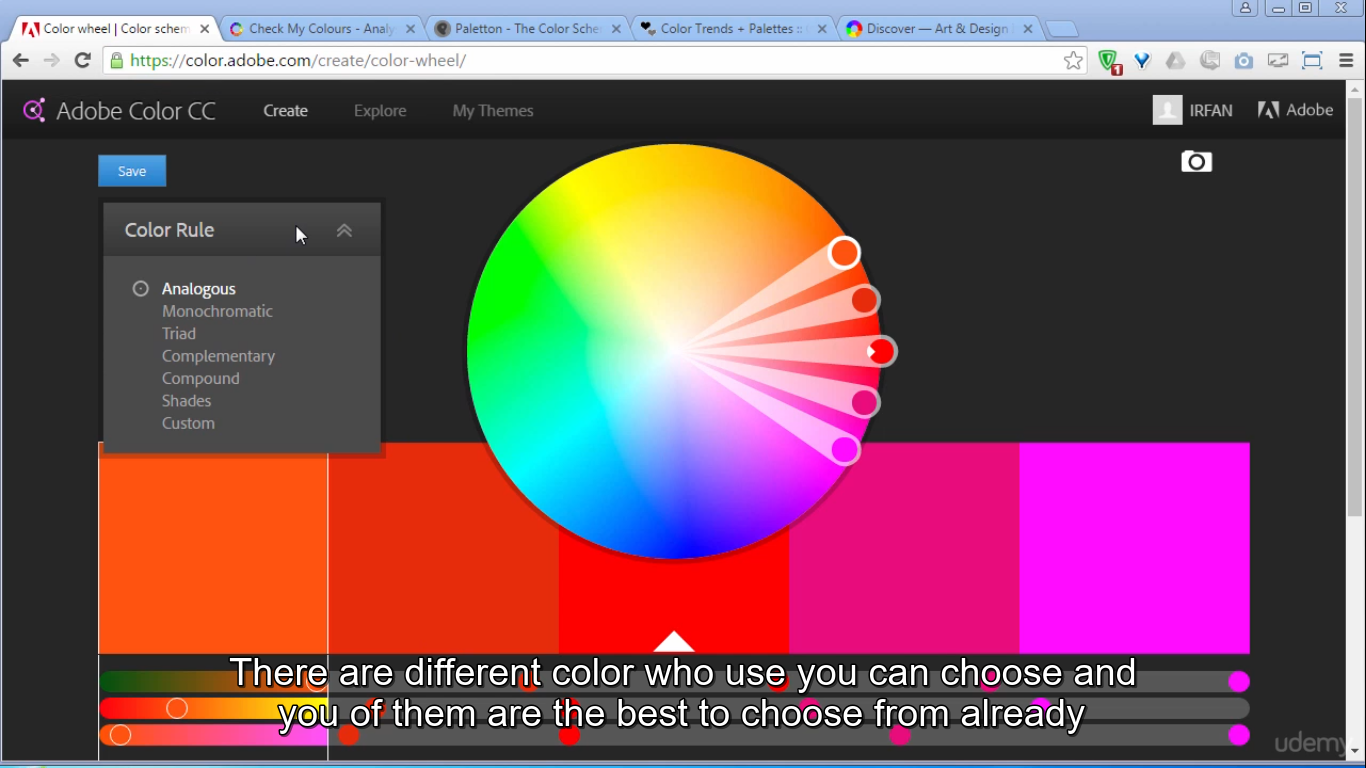 Color wheel | Color schem
Check My Colours - Analy
Paletton - The Color Sche
Color Trends + Palettes ::
Discover — Art & Design
https://color.adobe.com/create/color-wheel/
1
Adobe Color CC
Create
Explore
My Themes
IRFAN
Adobe
Save
Color Rule
Analogous
Monochromatic
Triad
Complementary
Compound
Shades
Custom
There are different color who use you can choose and
you of them are the best to choose from already
udemy